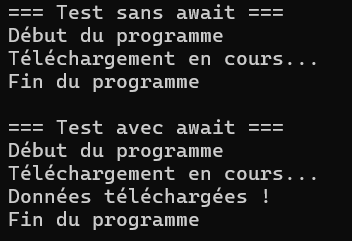 === Test sans await ===
Début du programme
Téléchargement en cours...
Fin du programme

=== Test avec await ===
Début du programme
Téléchargement en cours...
Données téléchargées !
Fin du programme